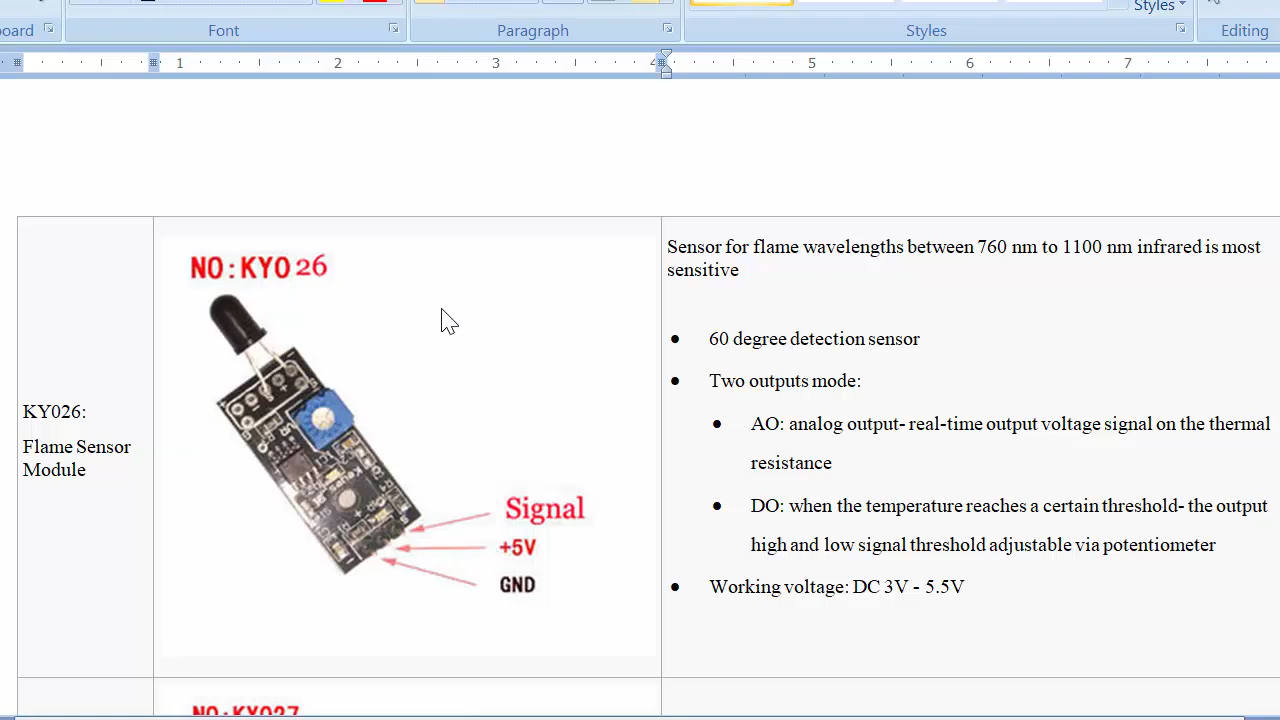 oard
Font
Paragraph
Styles
Styles
Editing
1 2 3 4 5 6 7
KY026:
Flame Sensor
Module
NO:KY026
Signal
+5V
GND
Sensor for flame wavelengths between 760 nm to 1100 nm infrared is most
sensitive
● 60 degree detection sensor
● Two outputs mode:
● AO: analog output- real-time output voltage signal on the thermal
resistance
● DO: when the temperature reaches a certain threshold- the output
high and low signal threshold adjustable via potentiometer
● Working voltage: DC 3V - 5.5V
NO:KY027